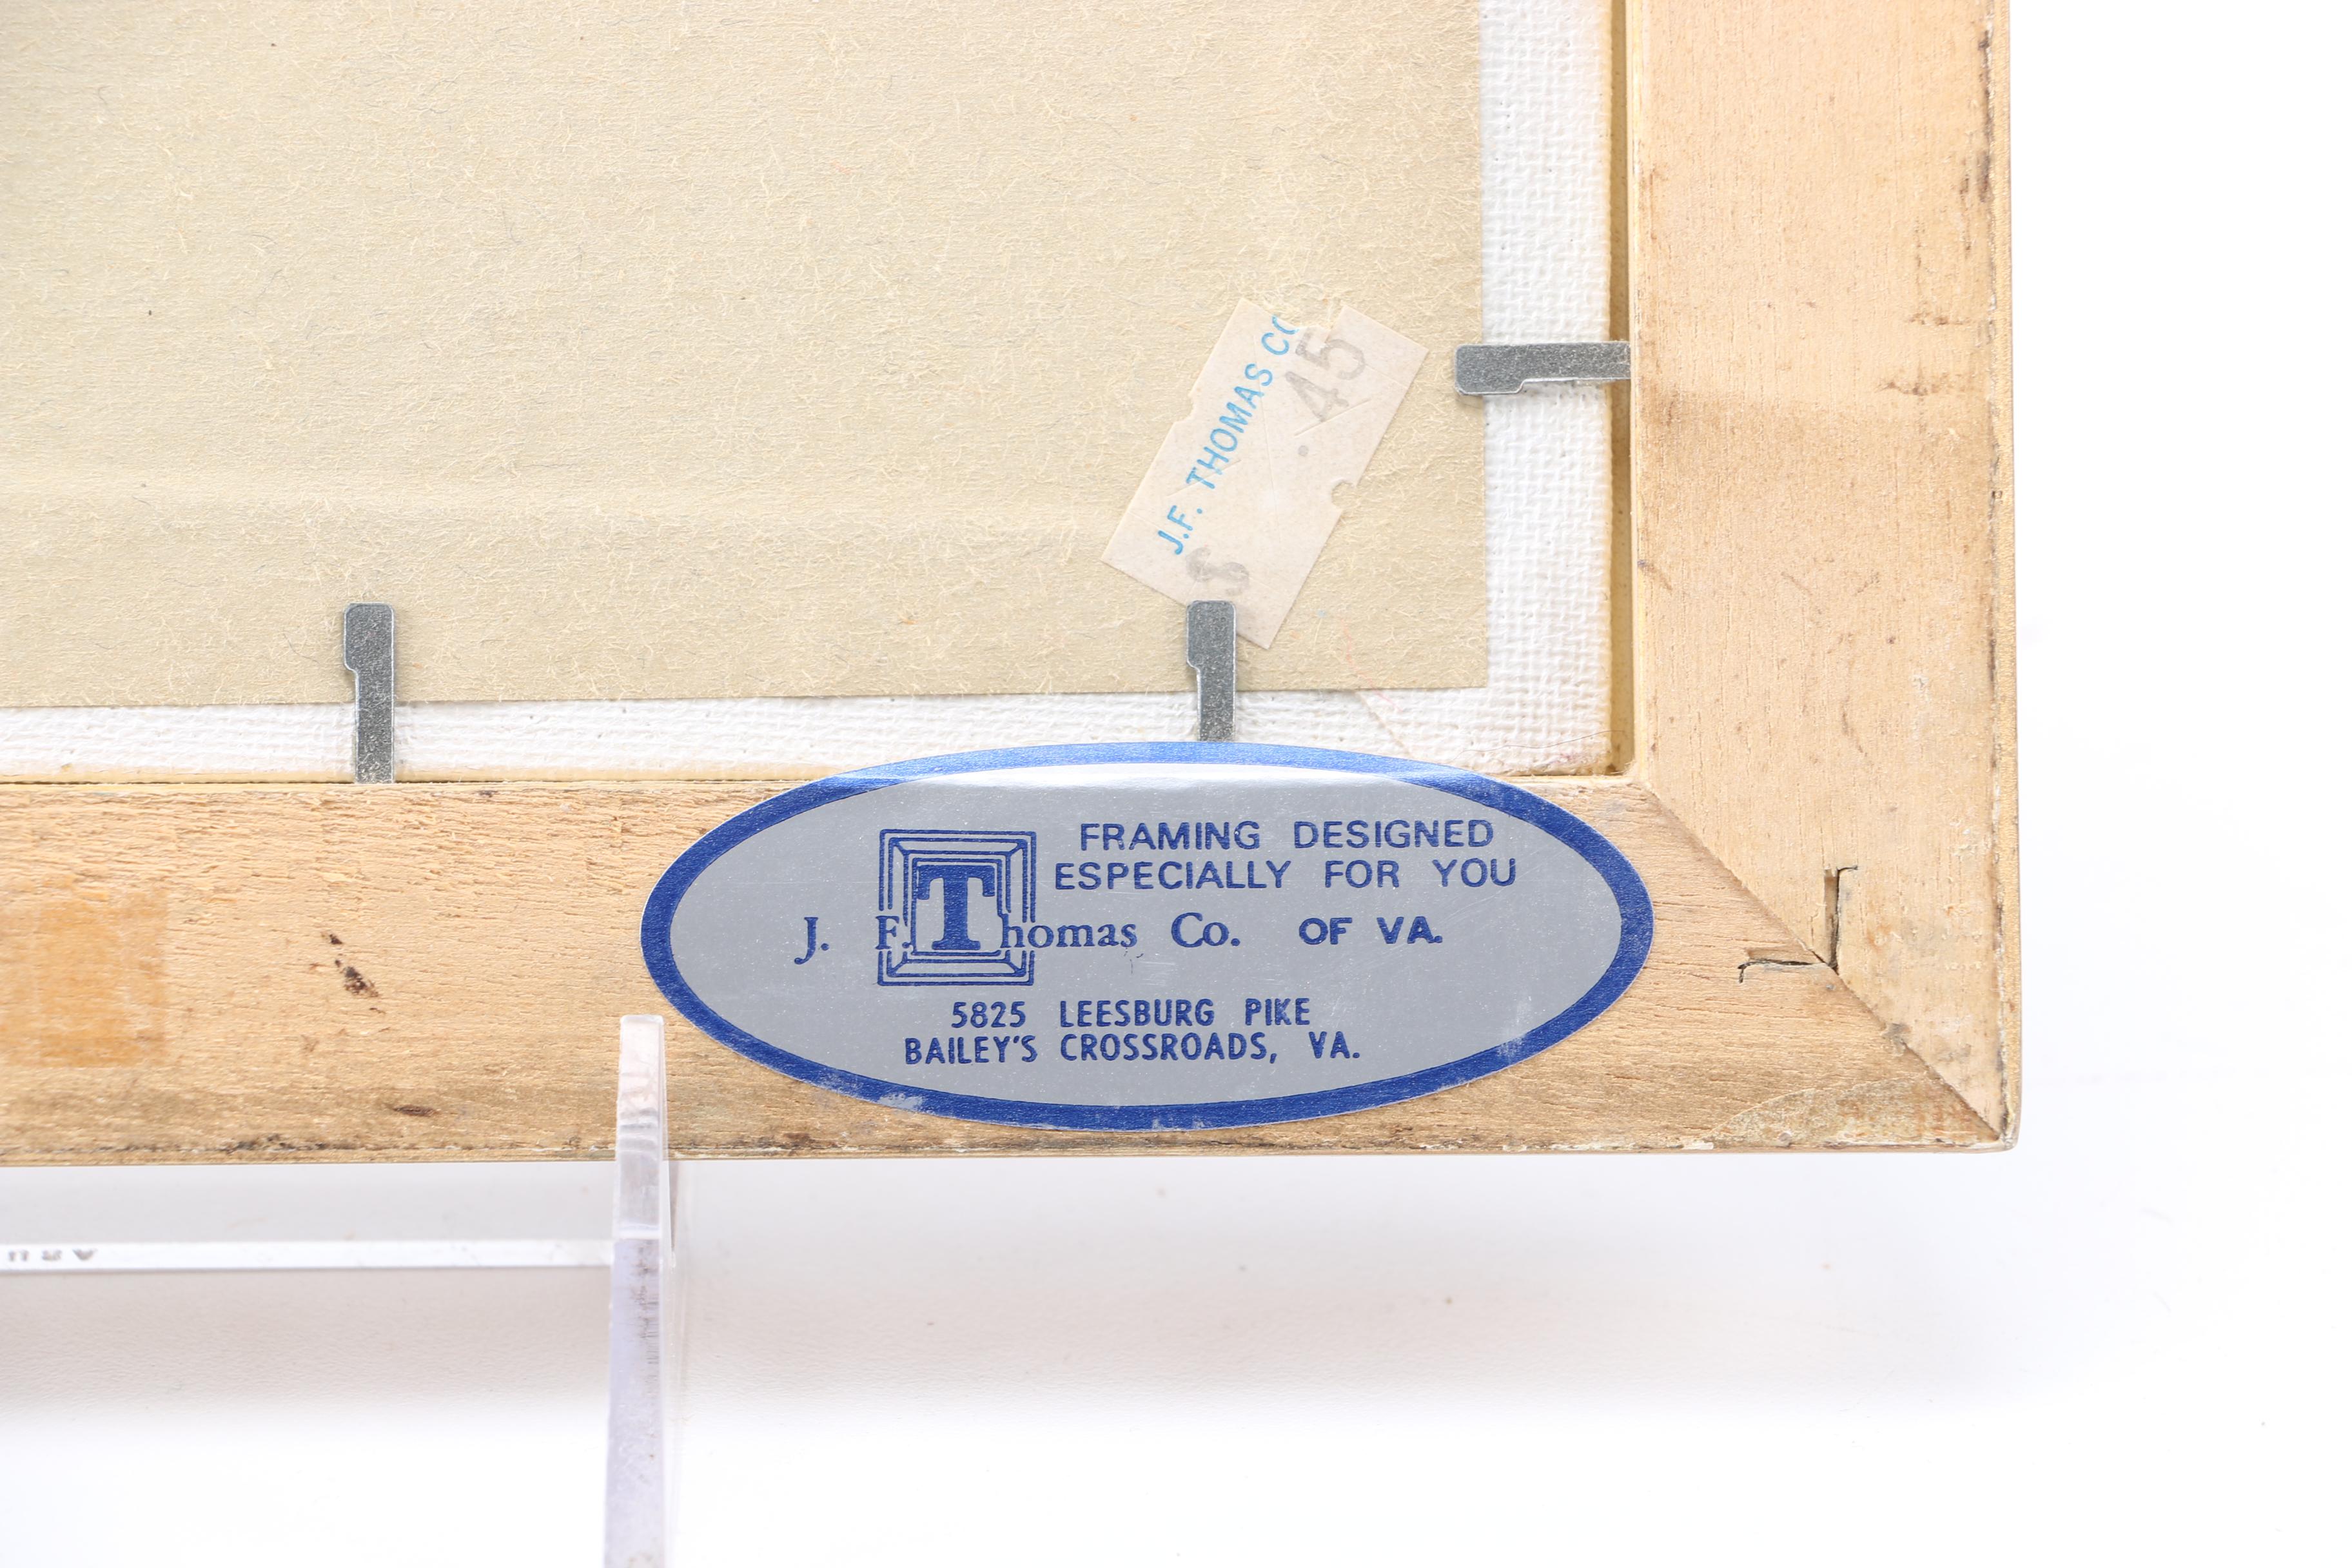 J.F. THOMAS CO
S .45
FRAMING DESIGNED
ESPECIALLY FOR YOU
J. F. Thomas Co. OF VA.
5825 LEESBURG PIKE
BAILEY'S CROSSROADS, VA.